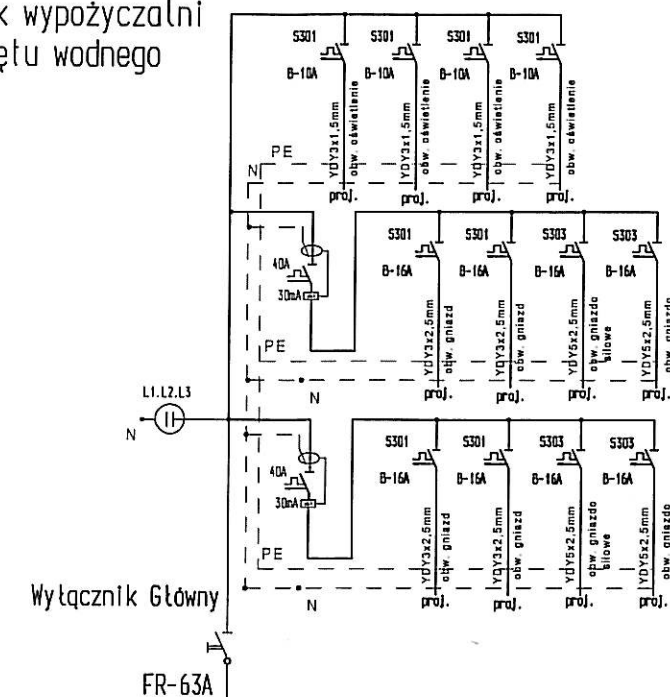 k wypożyczalni
ętu wodnego
S301 S301 S301 S301
B-10A B-10A B-10A B-10A
YDY3x1,5mm obw. oświetlenie YDY3x1,5mm obw. oświetlenie YDY3x1,5mm obw. oświetlenie YDY3x1,5mm obw. oświetlenie
PE
N
proj. proj. proj. proj.
S301 S301 S303 S303
40A
B-16A B-16A B-16A B-16A
30mA
YDY3x2,5mm obw. gniazd YDY3x2,5mm obw. gniazd YDY5x2,5mm obw. gniazdo siłowe YDY5x2,5mm obw. gniazdo
PE
N
proj. proj. proj. proj.
L1.L2.L3
N
S301 S301 S303 S303
40A
B-16A B-16A B-16A B-16A
30mA
YDY3x2,5mm obw. gniazd YDY3x2,5mm obw. gniazd YDY5x2,5mm obw. gniazdo siłowe YDY5x2,5mm obw. gniazdo
PE
N
proj. proj. proj. proj.
Wyłącznik Główny
FR-63A